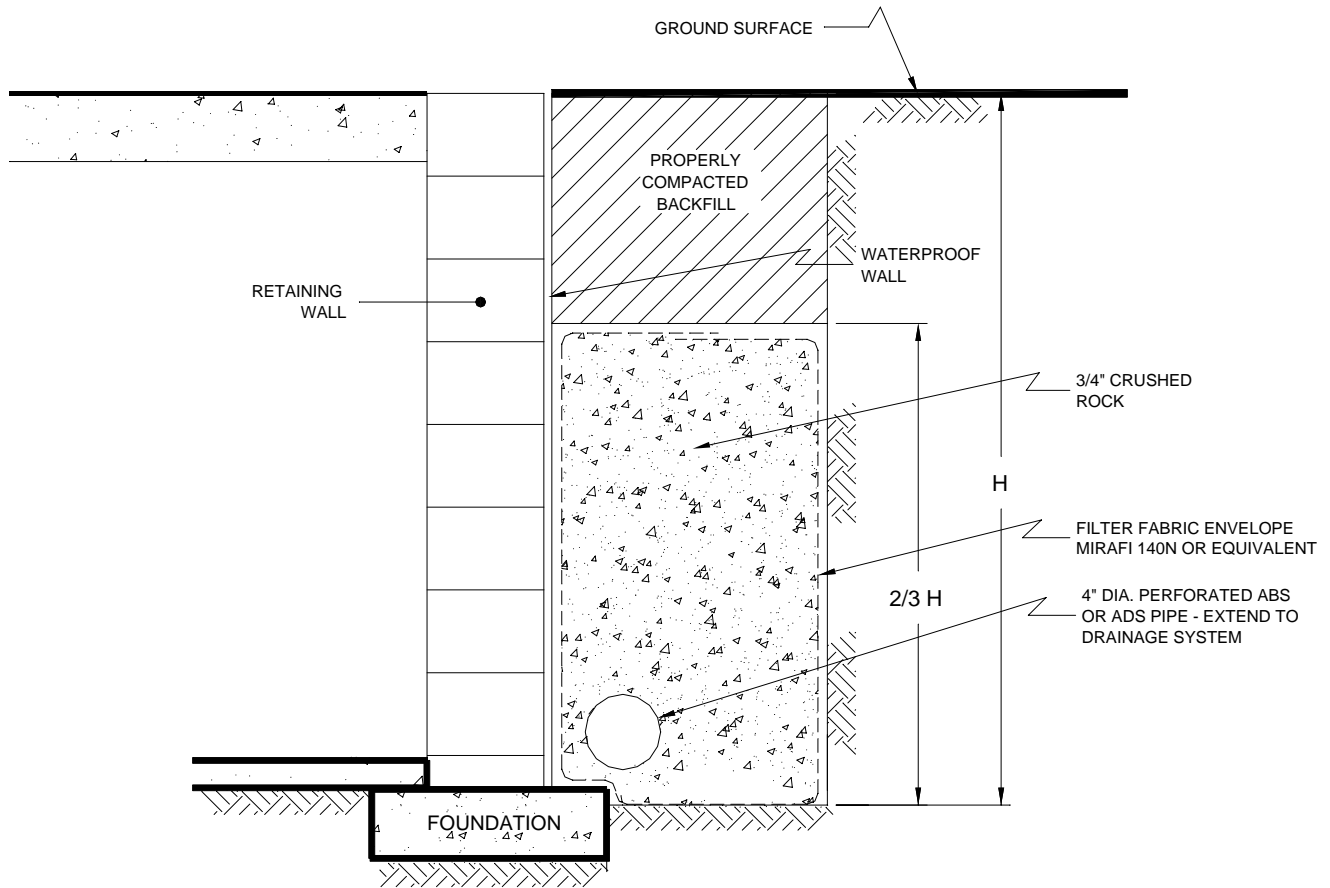 GROUND SURFACE
PROPERLY
COMPACTED
BACKFILL
WATERPROOF
WALL
RETAINING
WALL
3/4" CRUSHED
ROCK
H
FILTER FABRIC ENVELOPE
MIRAFI 140N OR EQUIVALENT
2/3 H
4" DIA. PERFORATED ABS
OR ADS PIPE - EXTEND TO
DRAINAGE SYSTEM
FOUNDATION